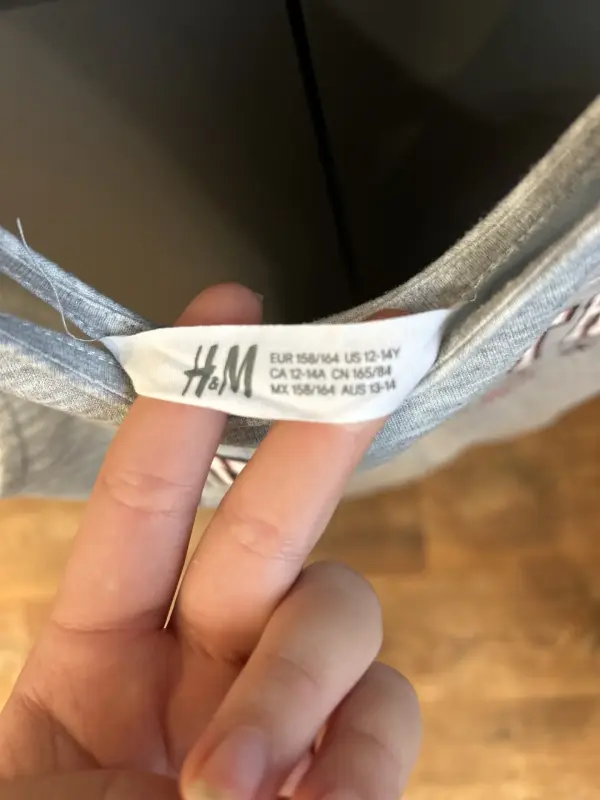 H&M
EUR 158/164 US 12-14Y
CA 12-14A CN 165/84
MX 158/164 AUS 13-14